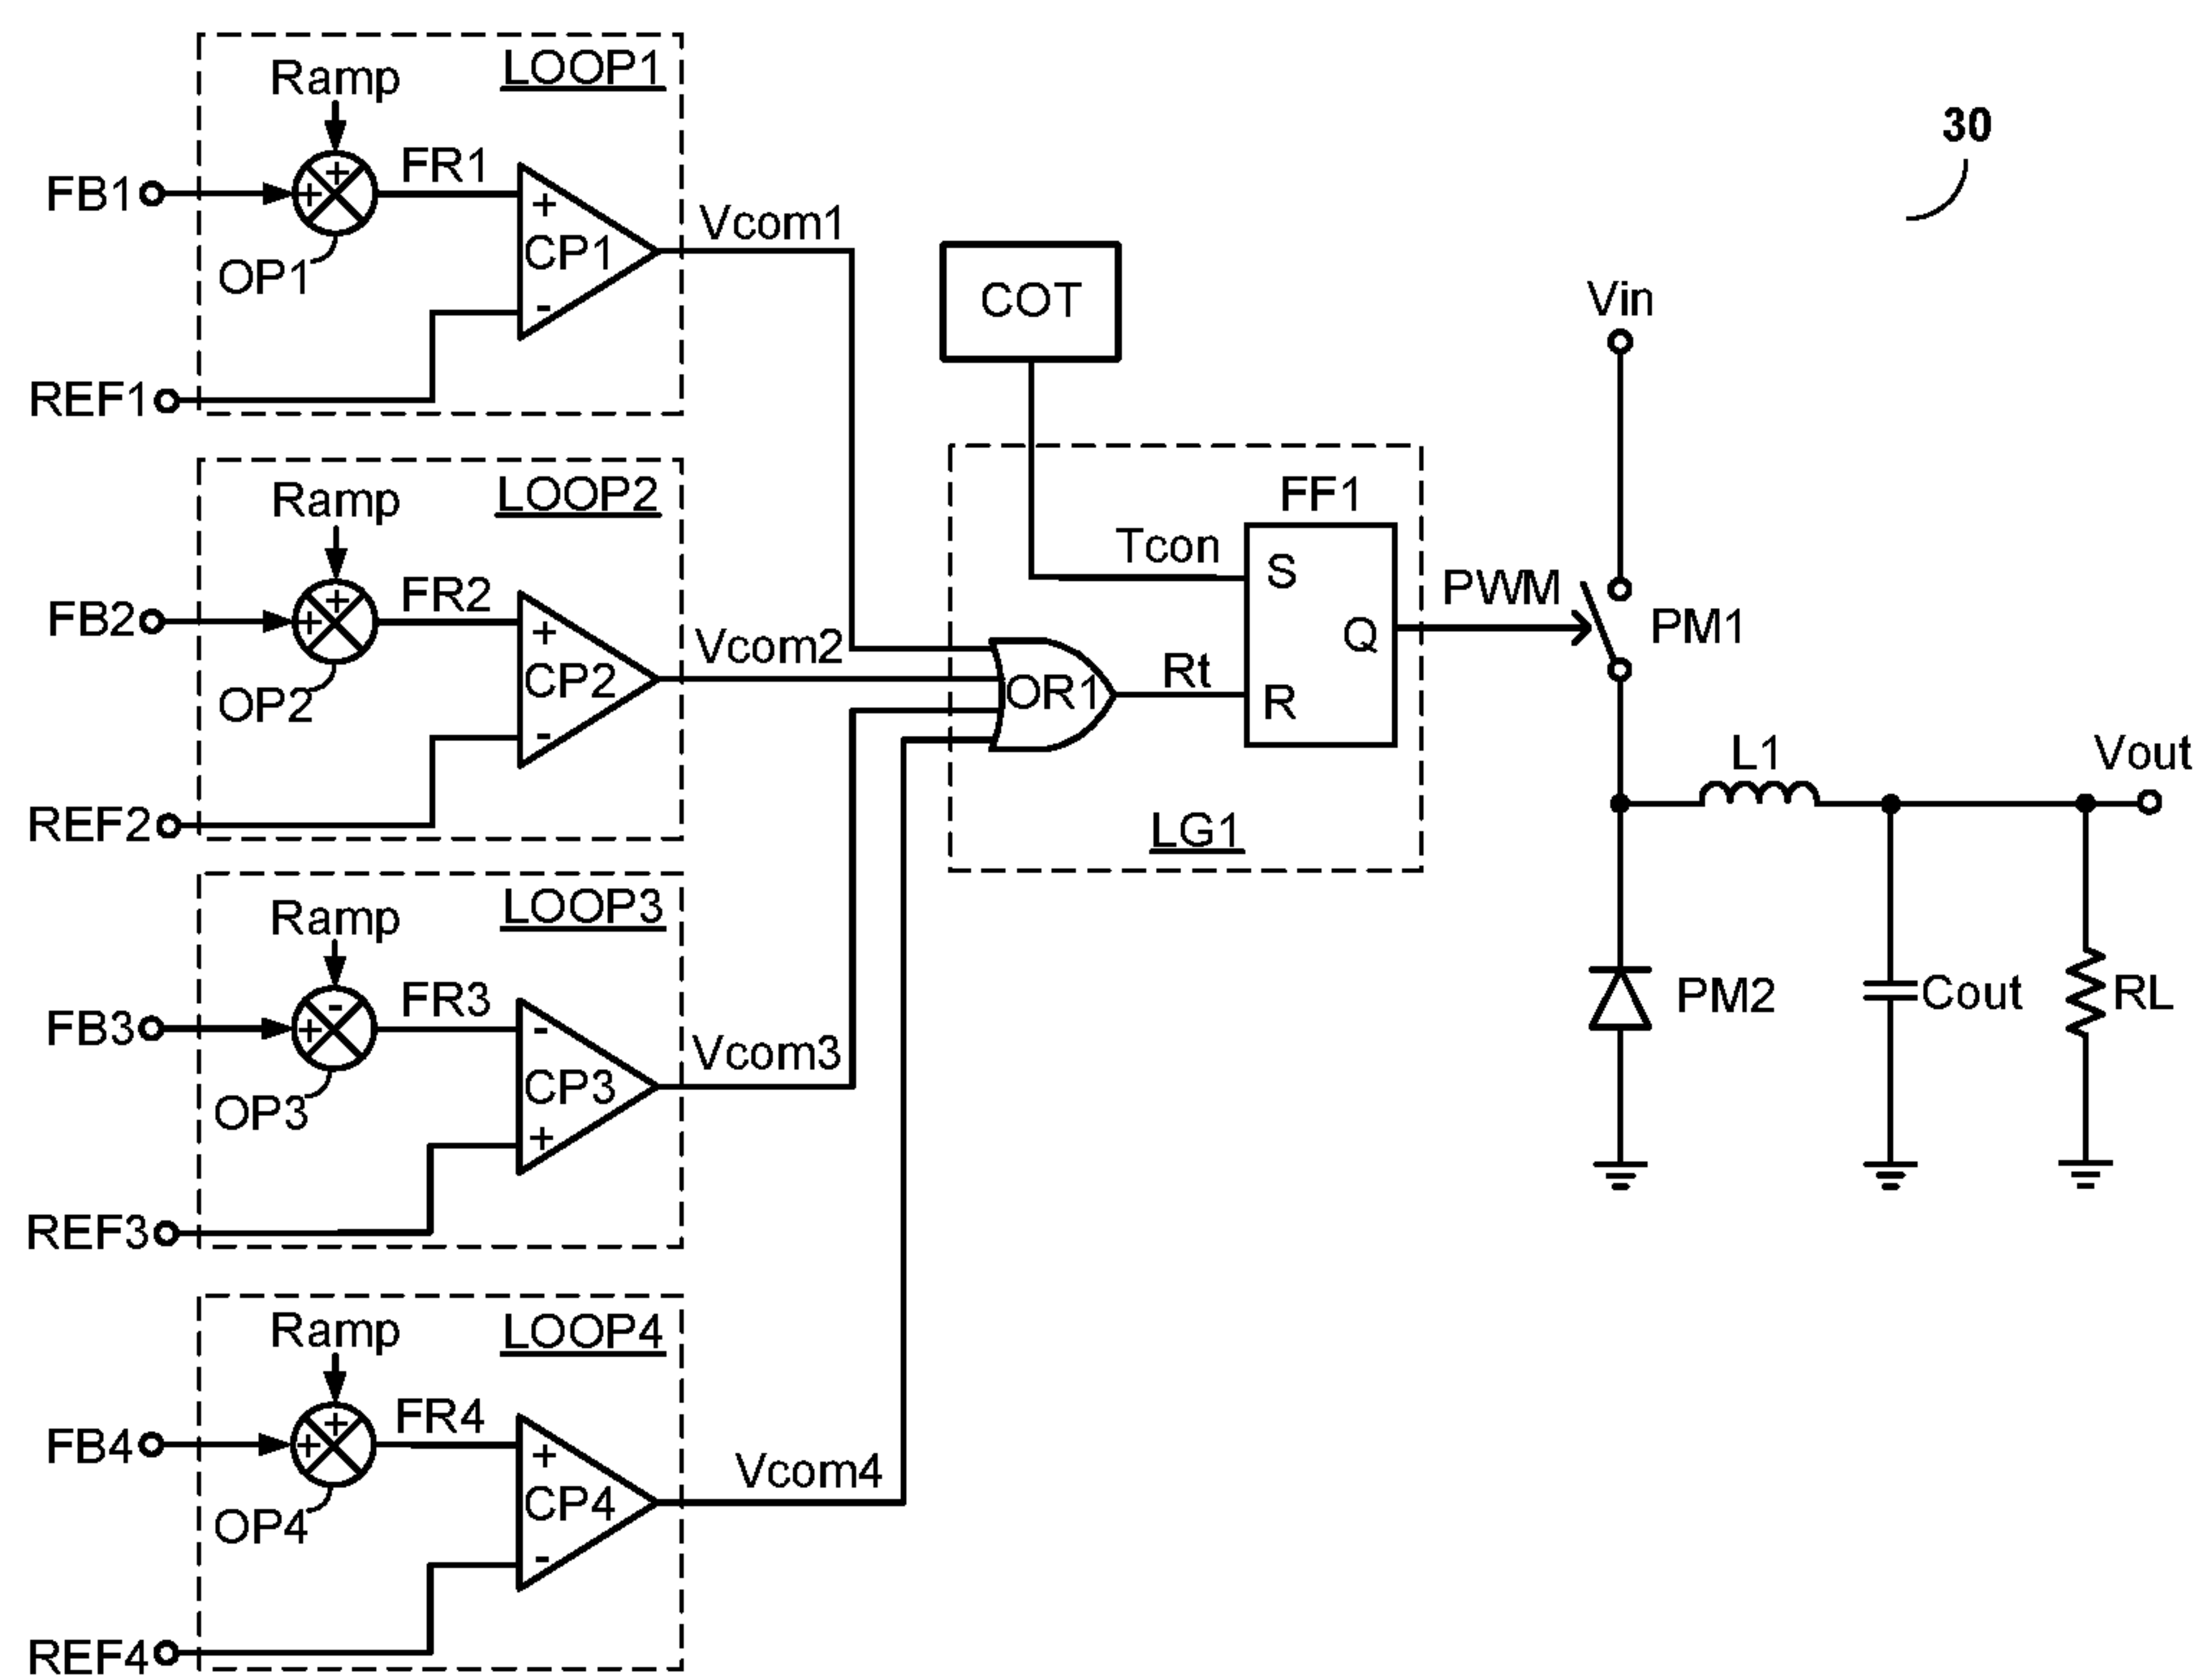 Ramp
LOOP1
FB1
+
+
FR1
+
CP1
-
OP1
REF1
Vcom1
30
COT
Vin
Ramp
LOOP2
FB2
+
+
FR2
+
CP2
-
OP2
REF2
Vcom2
FF1
Tcon
S
Q
R
OR1
Rt
LG1
PWM
PM1
L1
Vout
Ramp
LOOP3
FB3
-
+
FR3
-
CP3
+
OP3
REF3
Vcom3
PM2
Cout
RL
Ramp
LOOP4
FB4
+
+
FR4
+
CP4
-
OP4
REF4
Vcom4